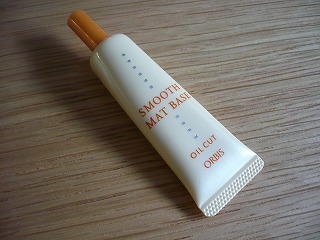 SMOOTH
MAT BASE
OIL CUT
ORBIS